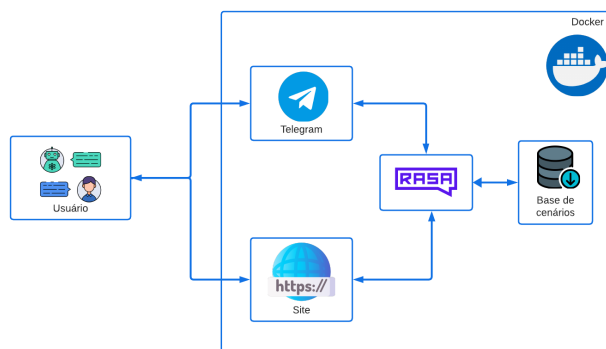 Docker
Telegram
Usuário
RASA
Base de
cenários
https://
Site